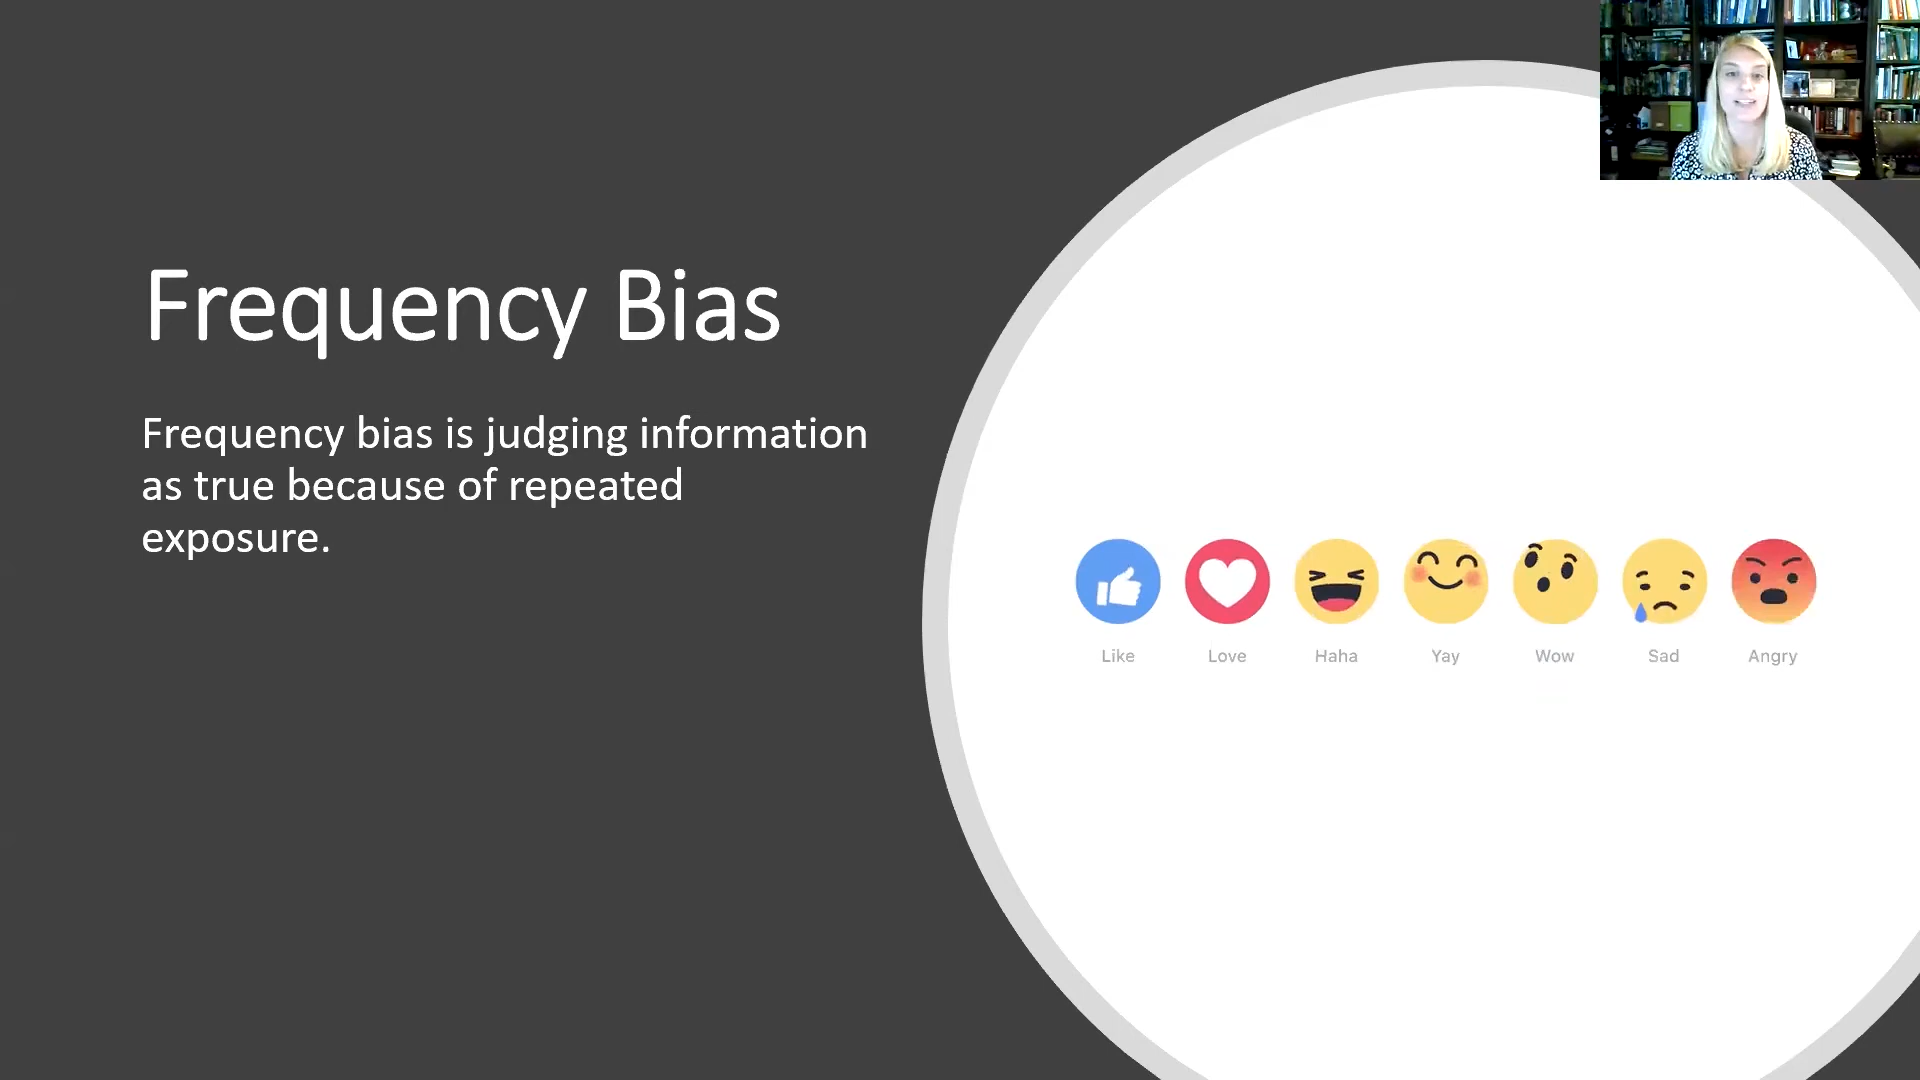 Frequency Bias
Frequency bias is judging information
as true because of repeated
exposure.
Like Love Haha Yay Wow Sad Angry